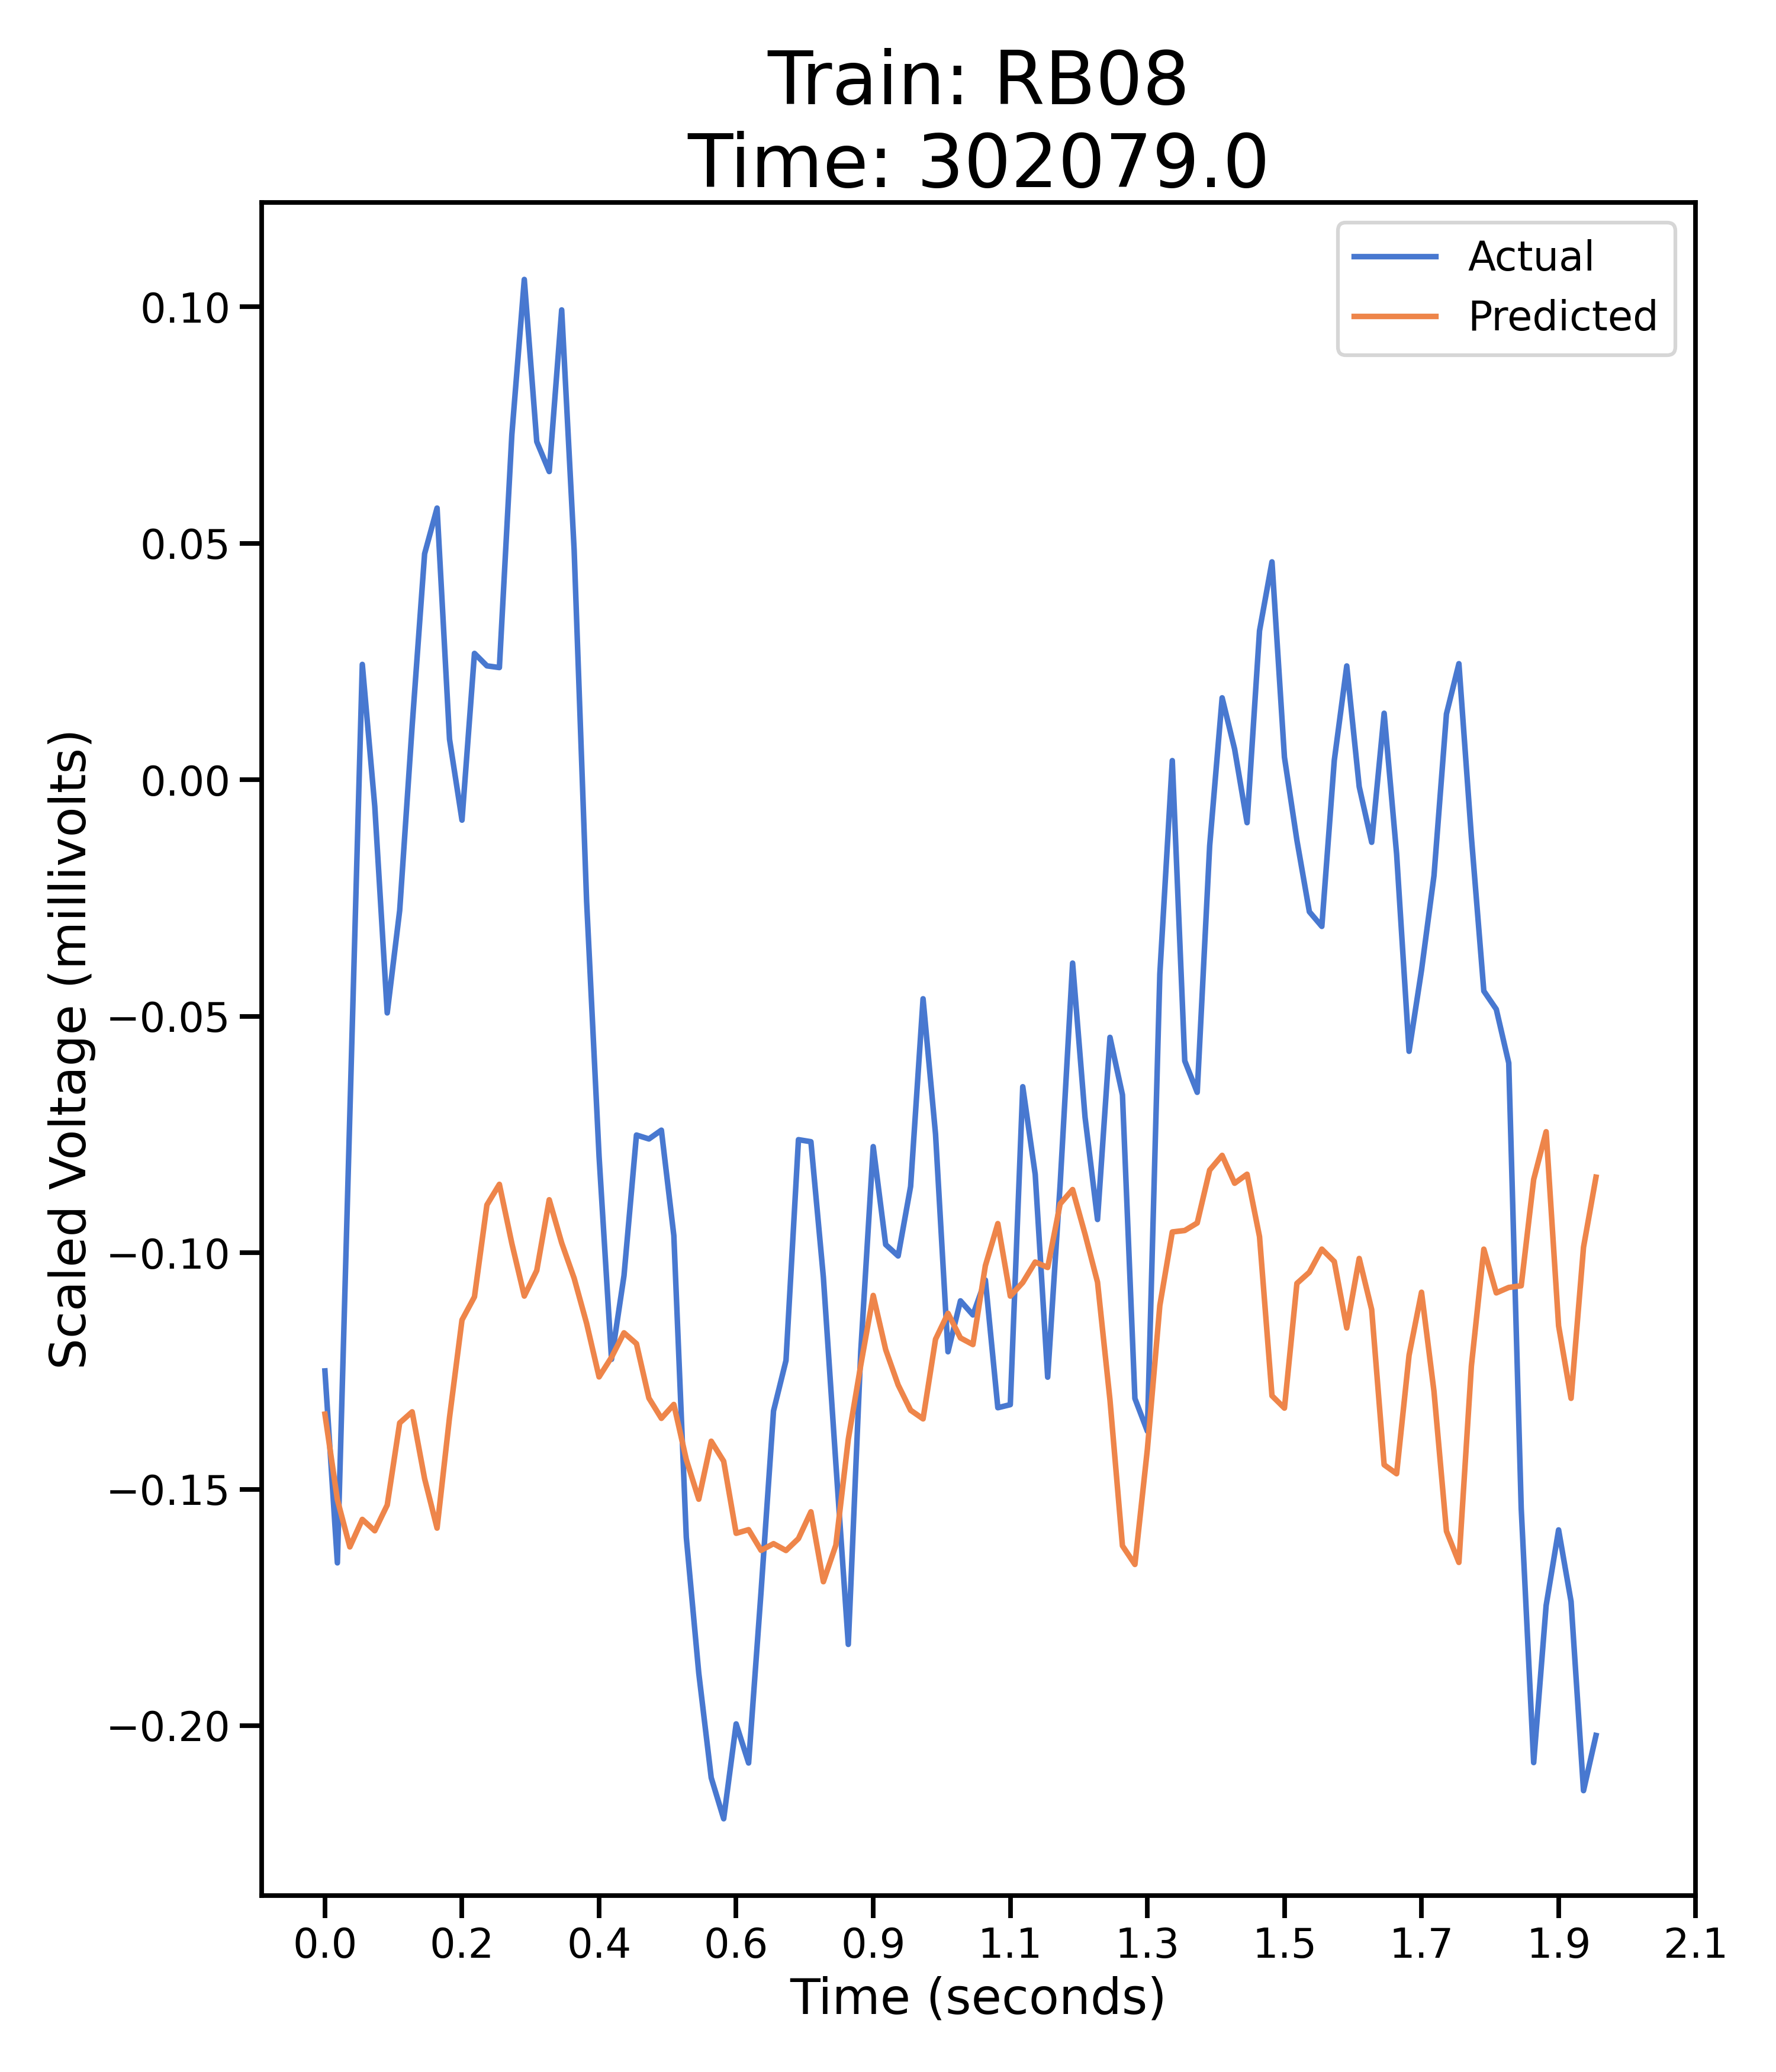 Train: RB08
Time: 302079.0
Actual
Predicted
Scaled Voltage (millivolts)
0.10
0.05
0.00
−0.05
−0.10
−0.15
−0.20
0.0 0.2 0.4 0.6 0.9 1.1 1.3 1.5 1.7 1.9 2.1
Time (seconds)